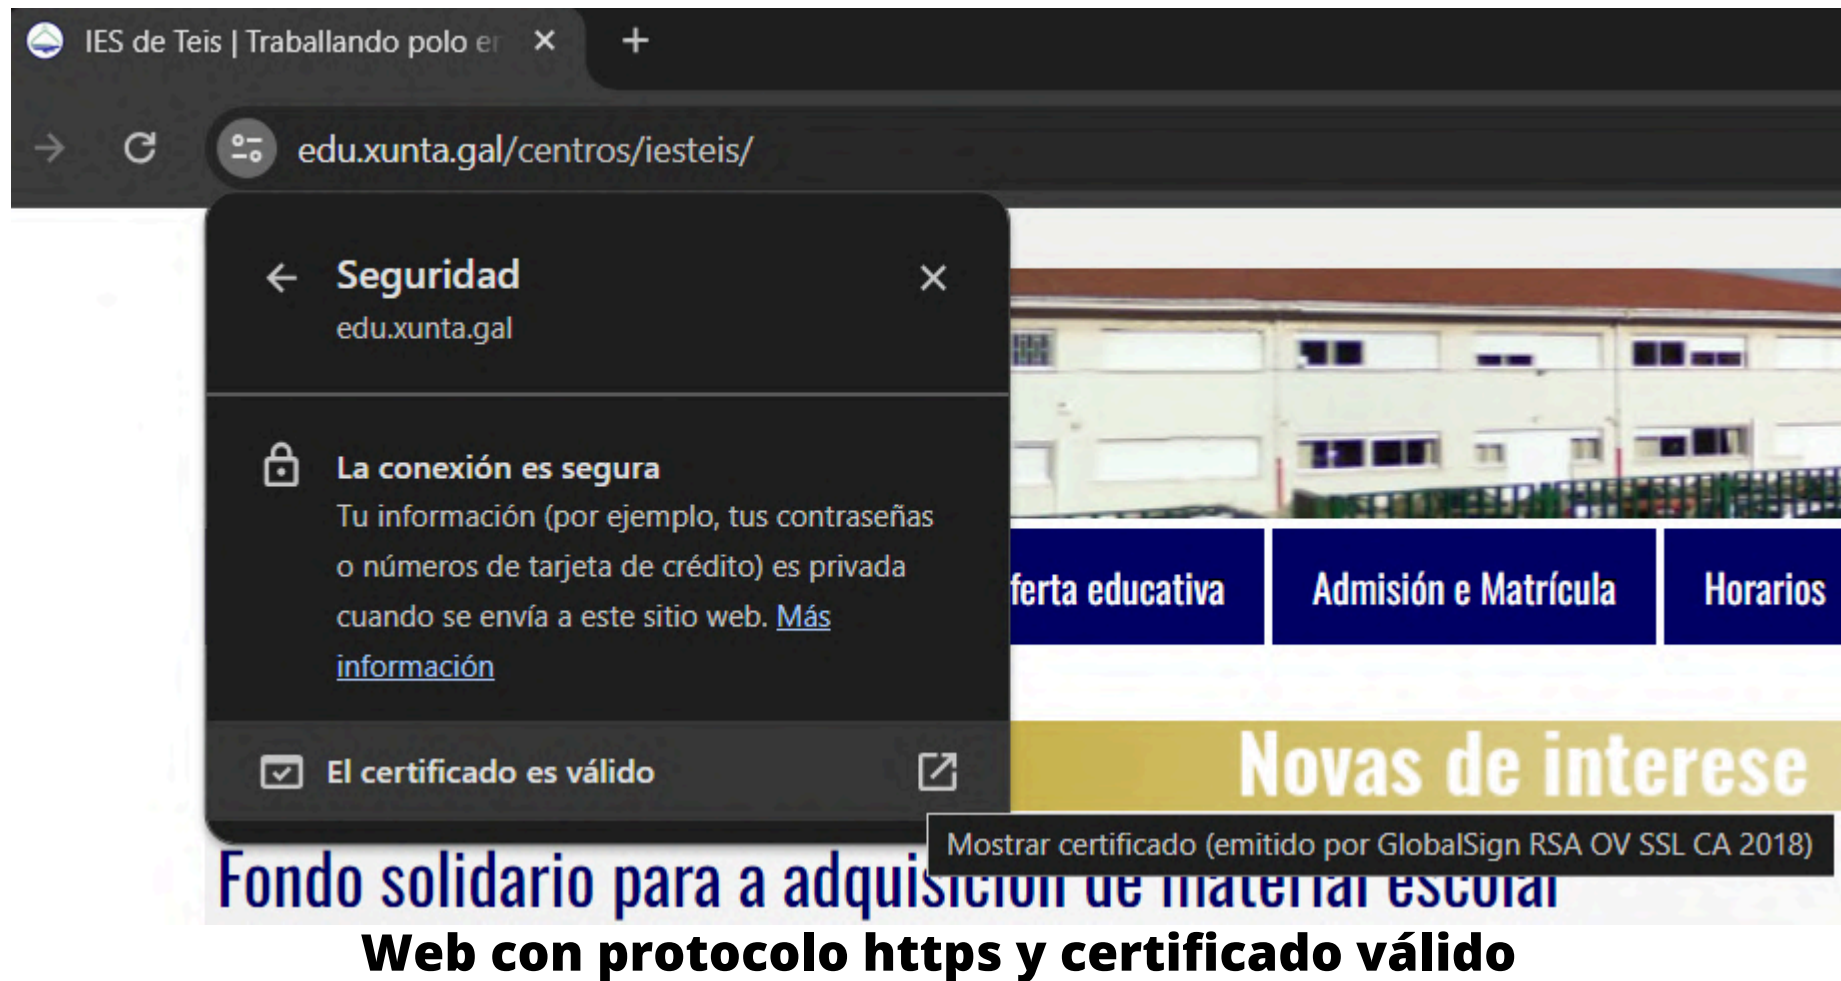 IES de Teis | Traballando polo en
edu.xunta.gal/centros/iesteis/
Seguridad
edu.xunta.gal
La conexión es segura
Tu información (por ejemplo, tus contraseñas
o números de tarjeta de crédito) es privada
cuando se envía a este sitio web. Más
información
El certificado es válido
ferta educativa
Admisión e Matrícula
Horarios
Novas de interese
Mostrar certificado (emitido por GlobalSign RSA OV SSL CA 2018)
Fondo solidario para a adquisición de material escolar
Web con protocolo https y certificado válido